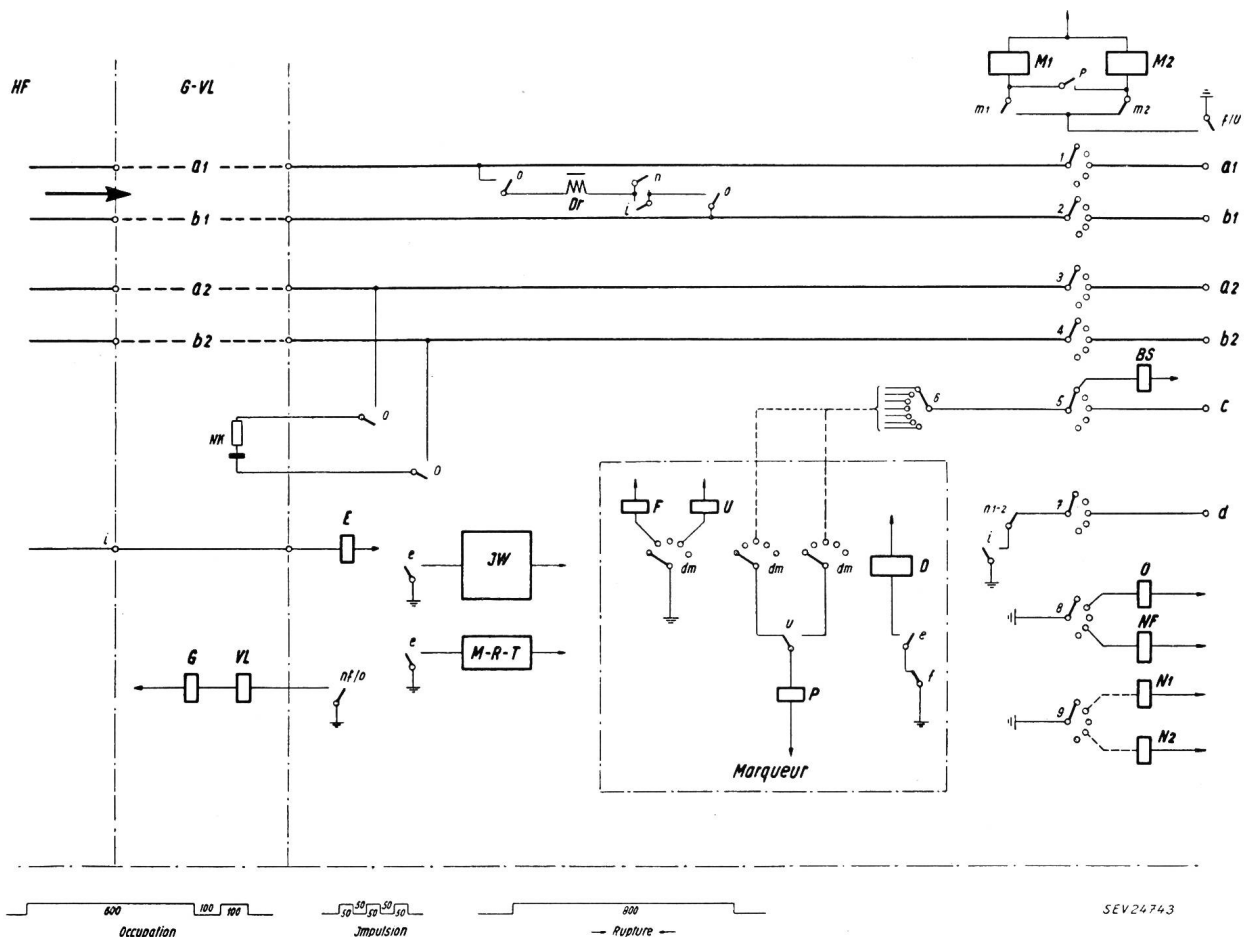 M1
M2
P
m1
m2
f/U
HF
G-VL
a1
1
a1
o
n
Dr
i
o
b1
2
b1
a2
3
a2
b2
4
b2
BS
6
5
C
NK
o
o
F
U
n1-2
7
d
i
E
i
e
JW
dm
dm
dm
D
O
8
NF
u
e
e
M-R-T
f
G
VL
nf/o
P
N1
9
N2
Marqueur
600
100
100
50
50
50
50
50
800
Occupation
Jmpulsion
Rupture
SEV24743